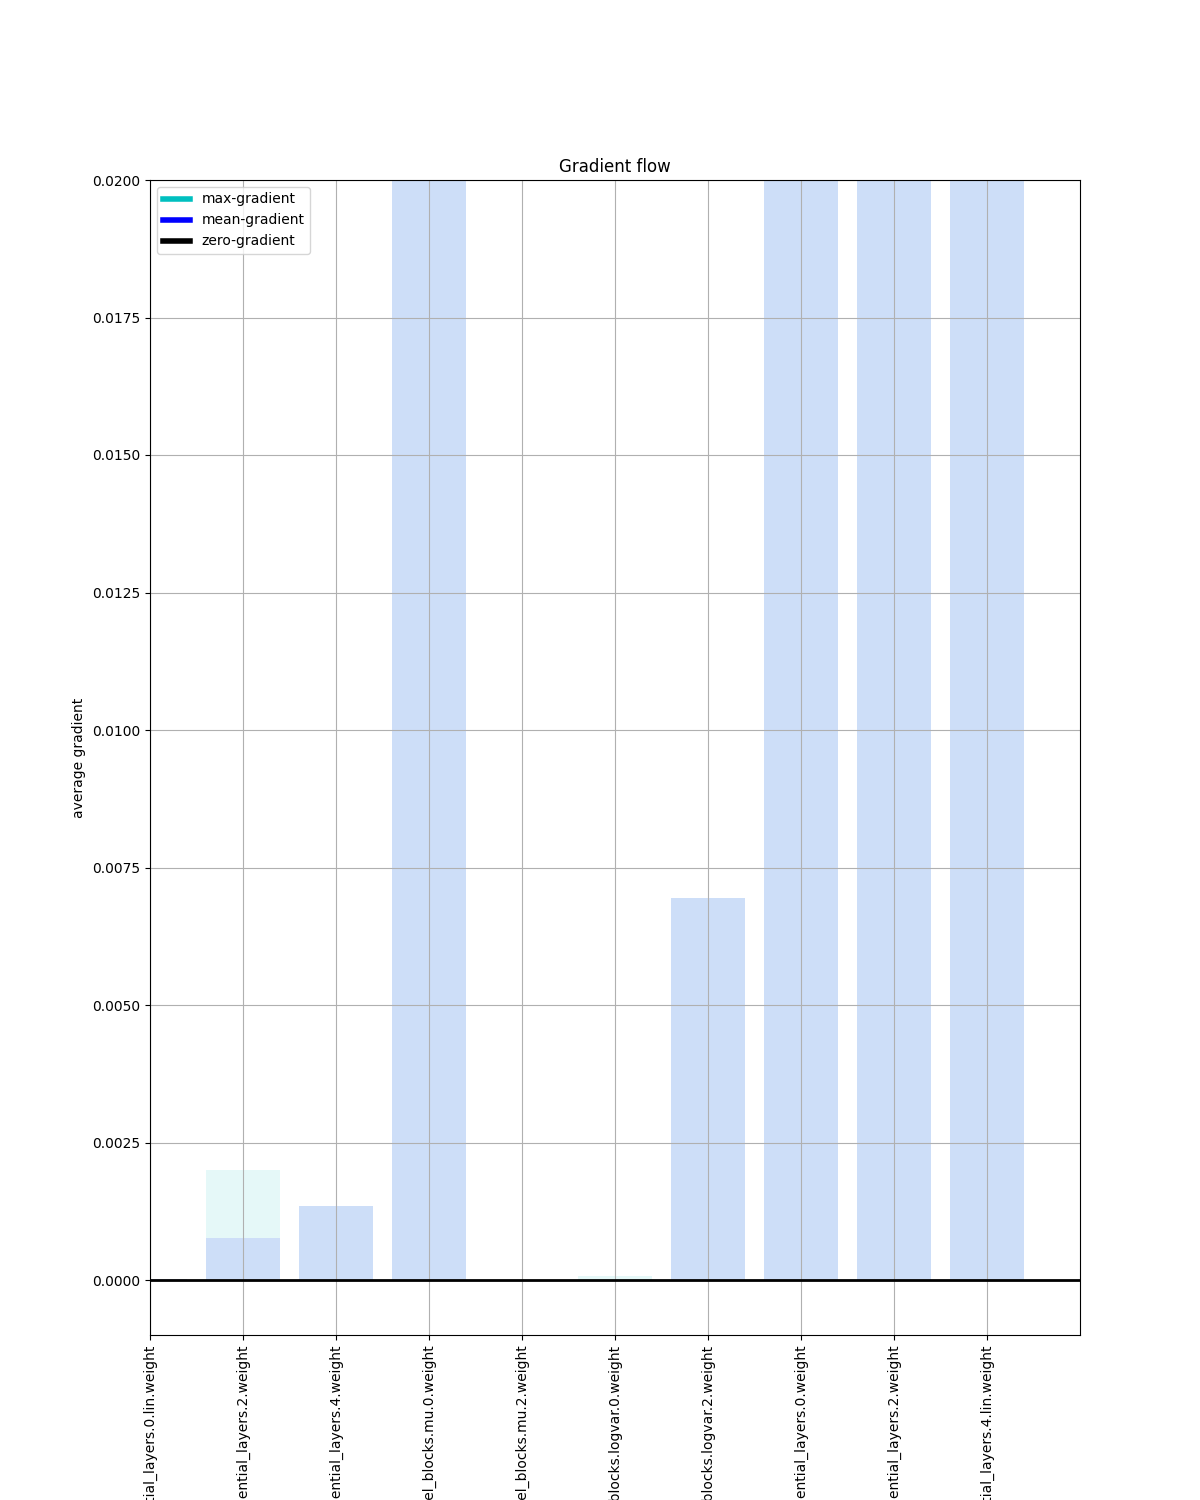 Gradient flow
max-gradient
mean-gradient
zero-gradient
0.0200
0.0175
0.0150
0.0125
0.0100
0.0075
0.0050
0.0025
0.0000
average gradient
tial_layers.0.lin.weight
ential_layers.2.weight
ential_layers.4.weight
el_blocks.mu.0.weight
el_blocks.mu.2.weight
blocks.logvar.0.weight
blocks.logvar.2.weight
ential_layers.0.weight
ential_layers.2.weight
tial_layers.4.lin.weight